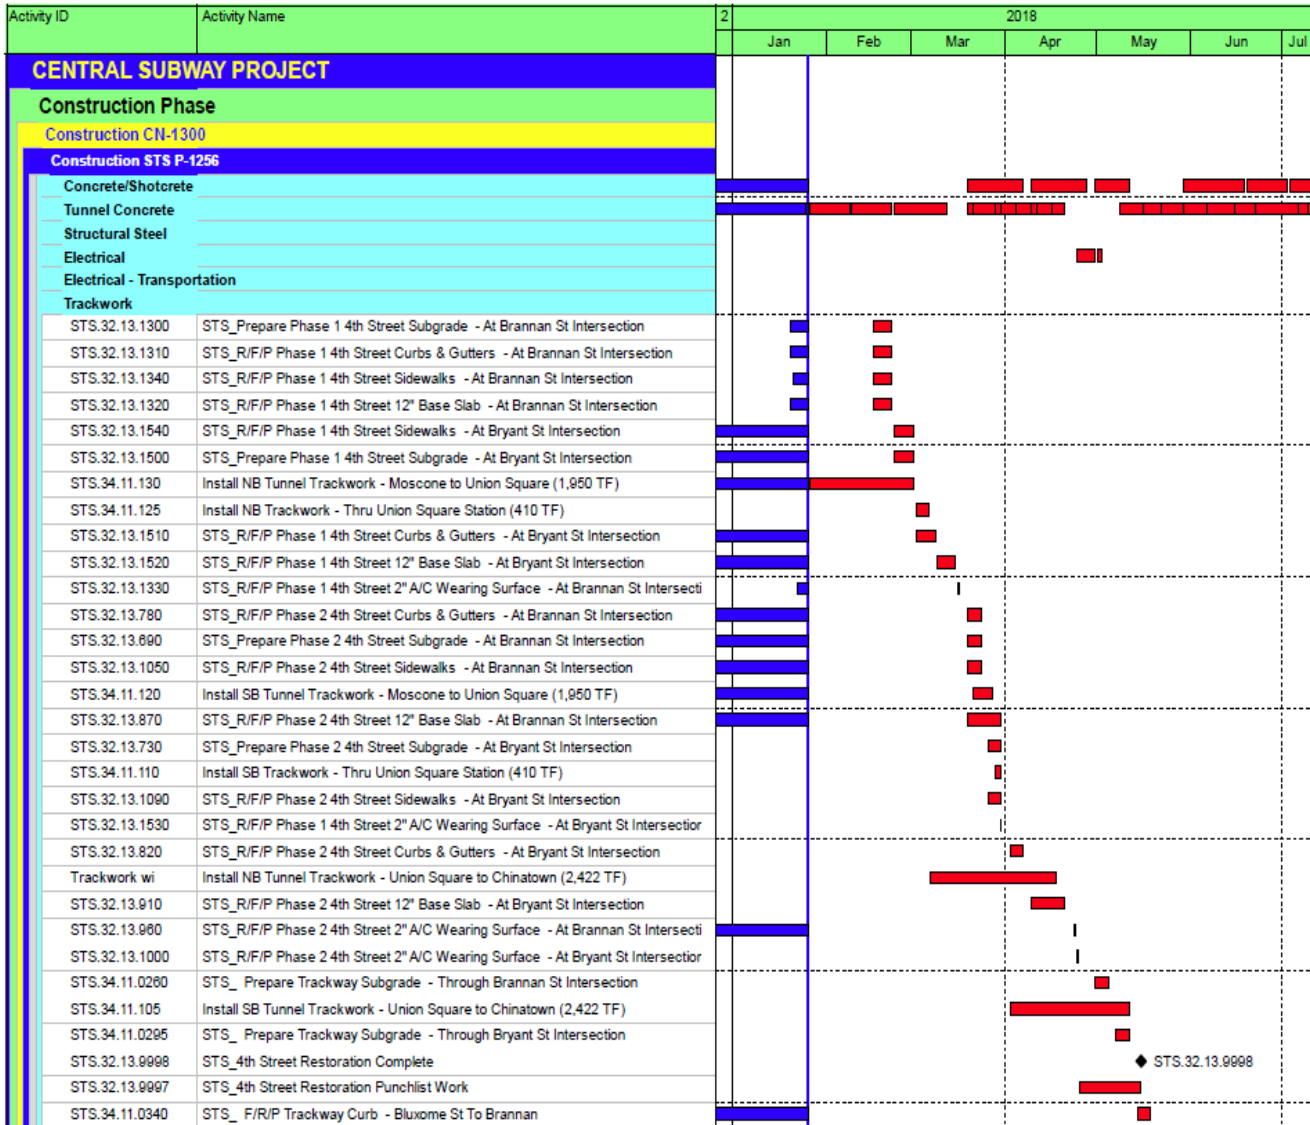 Activity ID Activity Name 2 2018
Jan Feb Mar Apr May Jun Jul
CENTRAL SUBWAY PROJECT
Construction Phase
Construction CN-1300
Construction STS P-1256
Concrete/Shotcrete
Tunnel Concrete
Structural Steel
Electrical
Electrical - Transportation
Trackwork
STS.32.13.1300 STS_Prepare Phase 1 4th Street Subgrade - At Brannan St Intersection
STS.32.13.1310 STS_R/F/P Phase 1 4th Street Curbs & Gutters - At Brannan St Intersection
STS.32.13.1340 STS_R/F/P Phase 1 4th Street Sidewalks - At Brannan St Intersection
STS.32.13.1320 STS_R/F/P Phase 1 4th Street 12" Base Slab - At Brannan St Intersection
STS.32.13.1540 STS_R/F/P Phase 1 4th Street Sidewalks - At Bryant St Intersection
STS.32.13.1500 STS_Prepare Phase 1 4th Street Subgrade - At Bryant St Intersection
STS.34.11.130 Install NB Tunnel Trackwork - Moscone to Union Square (1,950 TF)
STS.34.11.125 Install NB Trackwork - Thru Union Square Station (410 TF)
STS.32.13.1510 STS_R/F/P Phase 1 4th Street Curbs & Gutters - At Bryant St Intersection
STS.32.13.1520 STS_R/F/P Phase 1 4th Street 12" Base Slab - At Bryant St Intersection
STS.32.13.1330 STS_R/F/P Phase 1 4th Street 2" A/C Wearing Surface - At Brannan St Intersecti
STS.32.13.780 STS_R/F/P Phase 2 4th Street Curbs & Gutters - At Brannan St Intersection
STS.32.13.690 STS_Prepare Phase 2 4th Street Subgrade - At Brannan St Intersection
STS.32.13.1050 STS_R/F/P Phase 2 4th Street Sidewalks - At Brannan St Intersection
STS.34.11.120 Install SB Tunnel Trackwork - Moscone to Union Square (1,950 TF)
STS.32.13.870 STS_R/F/P Phase 2 4th Street 12" Base Slab - At Brannan St Intersection
STS.32.13.730 STS_Prepare Phase 2 4th Street Subgrade - At Bryant St Intersection
STS.34.11.110 Install SB Trackwork - Thru Union Square Station (410 TF)
STS.32.13.1090 STS_R/F/P Phase 2 4th Street Sidewalks - At Bryant St Intersection
STS.32.13.1530 STS_R/F/P Phase 1 4th Street 2" A/C Wearing Surface - At Bryant St Intersectior
STS.32.13.820 STS_R/F/P Phase 2 4th Street Curbs & Gutters - At Bryant St Intersection
Trackwork wi Install NB Tunnel Trackwork - Union Square to Chinatown (2,422 TF)
STS.32.13.910 STS_R/F/P Phase 2 4th Street 12" Base Slab - At Bryant St Intersection
STS.32.13.960 STS_R/F/P Phase 2 4th Street 2" A/C Wearing Surface - At Brannan St Intersecti
STS.32.13.1000 STS_R/F/P Phase 2 4th Street 2" A/C Wearing Surface - At Bryant St Intersectior
STS.34.11.0260 STS_ Prepare Trackway Subgrade - Through Brannan St Intersection
STS.34.11.105 Install SB Tunnel Trackwork - Union Square to Chinatown (2,422 TF)
STS.34.11.0295 STS_ Prepare Trackway Subgrade - Through Bryant St Intersection
STS.32.13.9998 STS_4th Street Restoration Complete STS.32.13.9998
STS.32.13.9997 STS_4th Street Restoration Punchlist Work
STS.34.11.0340 STS_ F/R/P Trackway Curb - Bluxome St To Brannan